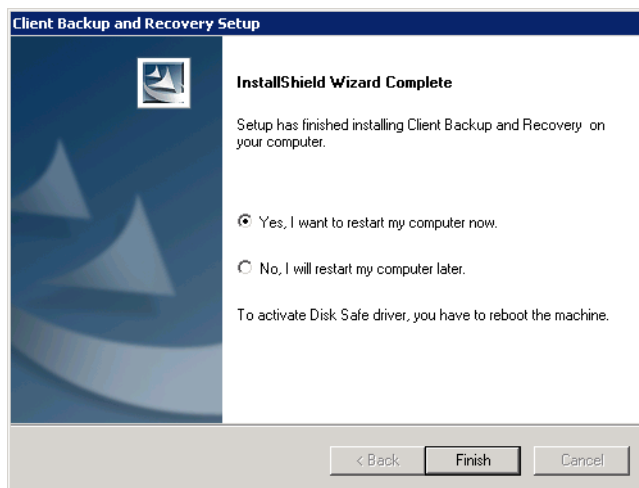 Client Backup and Recovery Setup
InstallShield Wizard Complete
Setup has finished installing Client Backup and Recovery on
your computer.
Yes, I want to restart my computer now.
No, I will restart my computer later.
To activate Disk Safe driver, you have to reboot the machine.
< Back
Finish
Cancel